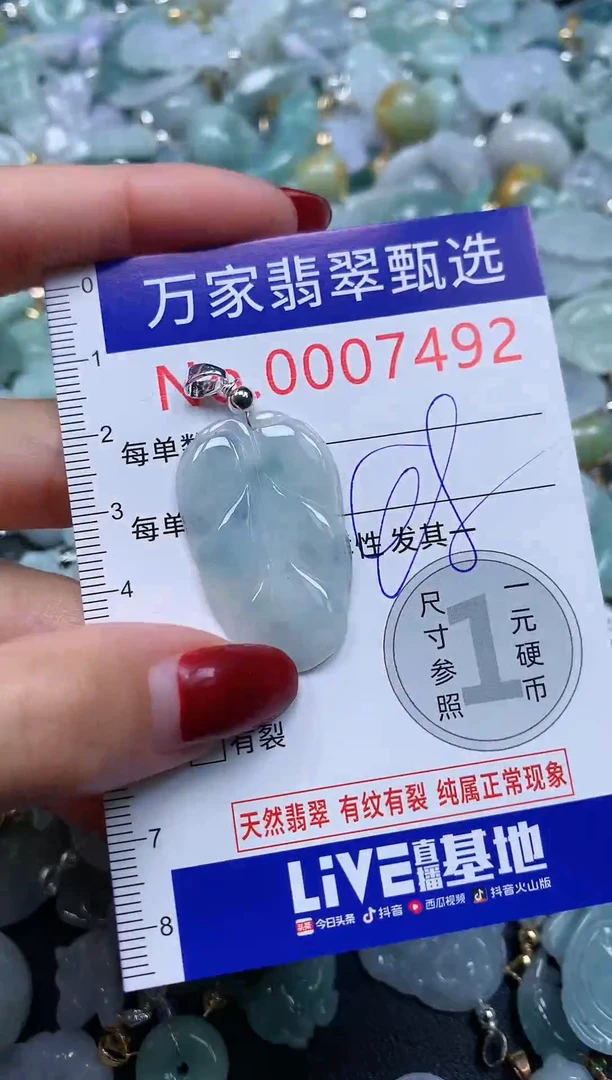 万家翡翠甄选
No.0007492
0
1
2
3
4
7
8
每单
每单
性 发其一
尺寸参照
1
一元硬币
有裂
天然翡翠 有纹有裂 纯属正常现象
LiVE直播基地
头条 今日头条 抖音 西瓜视频 抖音火山版